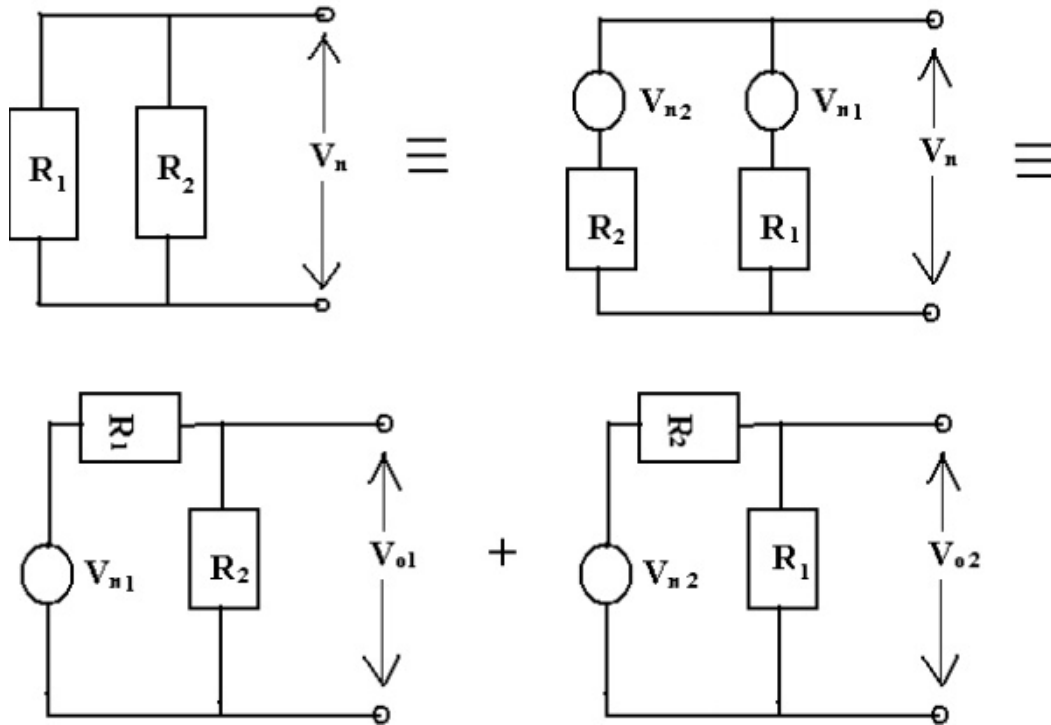 R₁
R₂
Vₙ
≡
Vₙ₂
Vₙ₁
R₂
R₁
Vₙ
≡
R₁
Vₙ₁
R₂
Vₒ₁
+
R₂
Vₙ₂
R₁
Vₒ₂